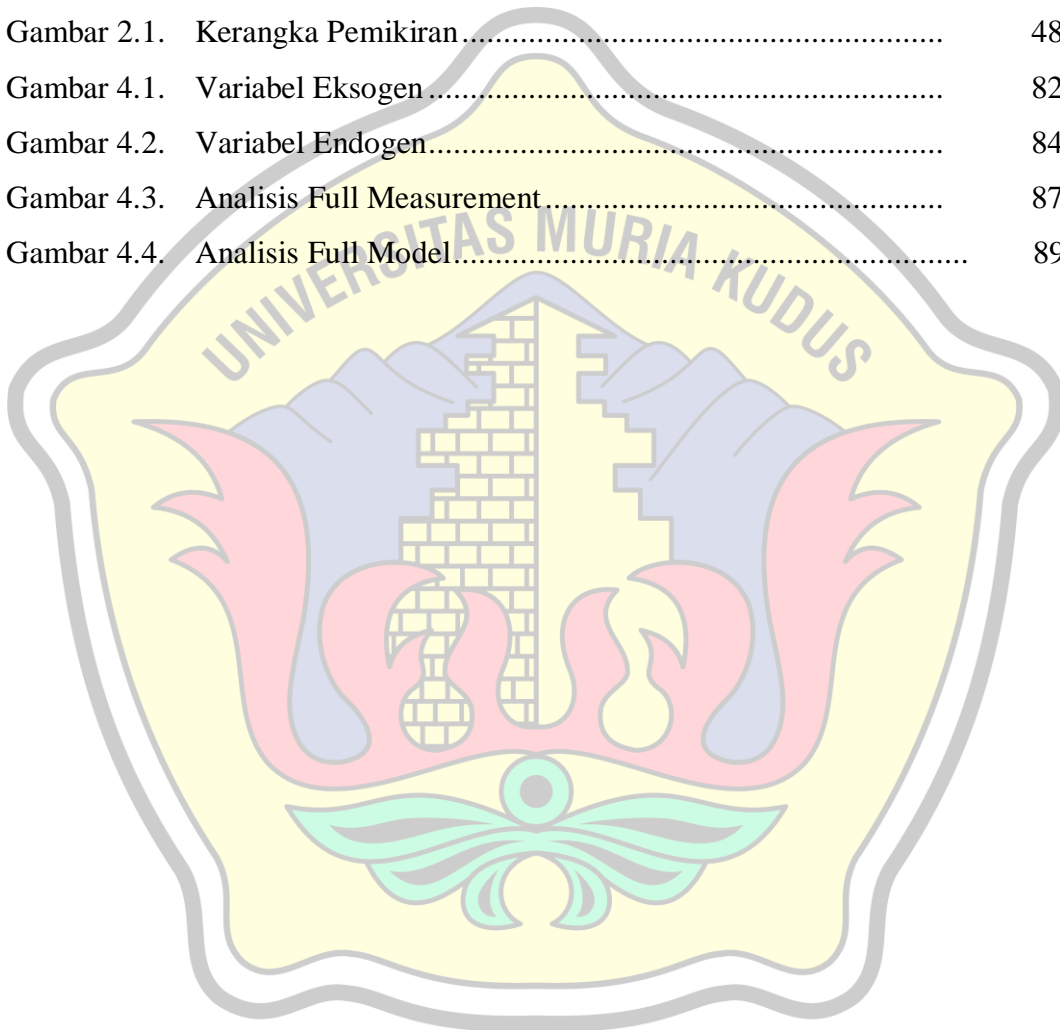 Gambar 2.1. Kerangka Pemikiran ........................................................... 48
Gambar 4.1. Variabel Eksogen ............................................................... 82
Gambar 4.2. Variabel Endogen............................................................... 84
Gambar 4.3. Analisis Full Measurement ................................................. 87
Gambar 4.4. Analisis Full Model............................................................... 89
UNIVERSITAS MURIA KUDUS